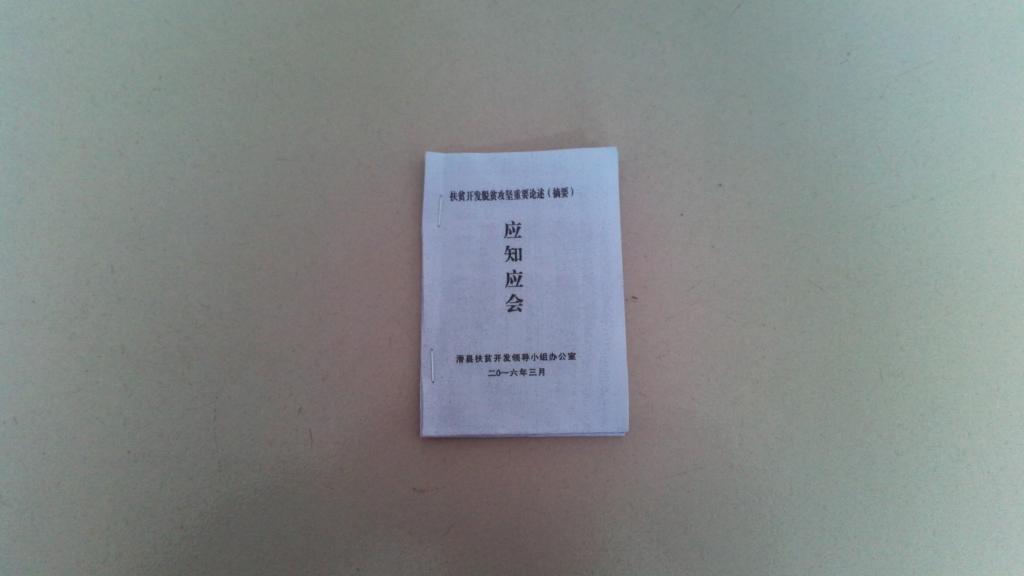 扶贫开发脱贫攻坚重要论述（摘要）
应知应会
滑县扶贫开发领导小组办公室
二0一六年三月